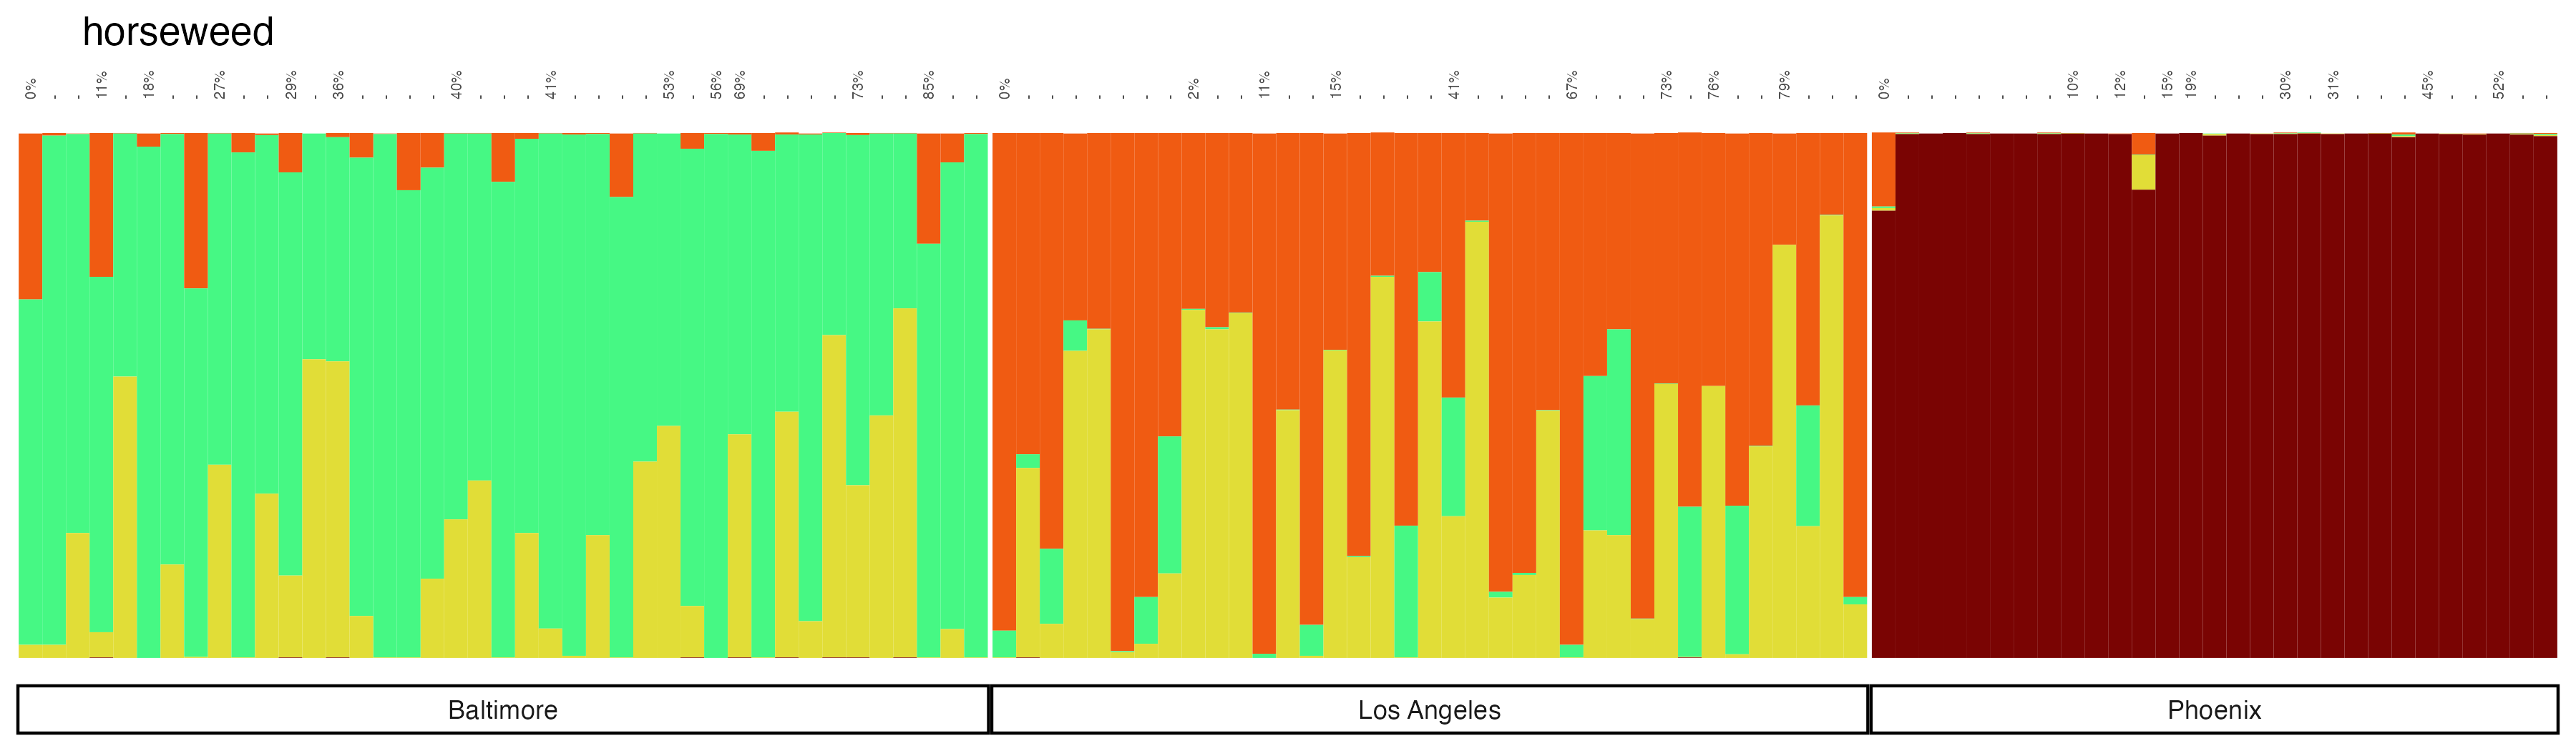 horseweed
0% - - 11% - 18% - - 27% - - 29% - 36% - - - - 40% - - - 41% - - - - 53% - 56% 69% - - - - 73% - - 85% - - 0% - - - - - - - 2% - - 11% - - 15% - - - - 41% - - - - 67% - - - 73% - 76% - - 79% - - - 0% - - - - - - - 10% - 12% - 15% 19% - - - 30% - 31% - - - 45% - - 52% - -
Baltimore Los Angeles Phoenix